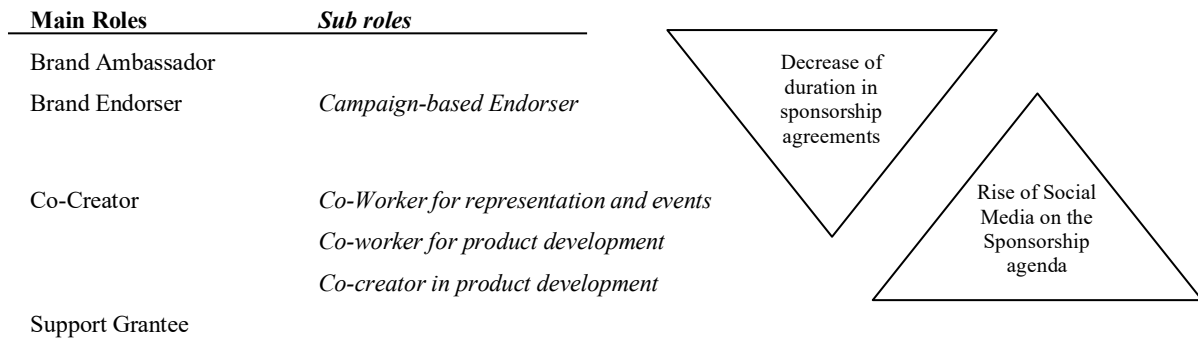 Main Roles Sub roles
Brand Ambassador
Brand Endorser Campaign-based Endorser
Co-Creator Co-Worker for representation and events
Co-worker for product development
Co-creator in product development
Support Grantee
Decrease of
duration in
sponsorship
agreements
Rise of Social
Media on the
Sponsorship
agenda